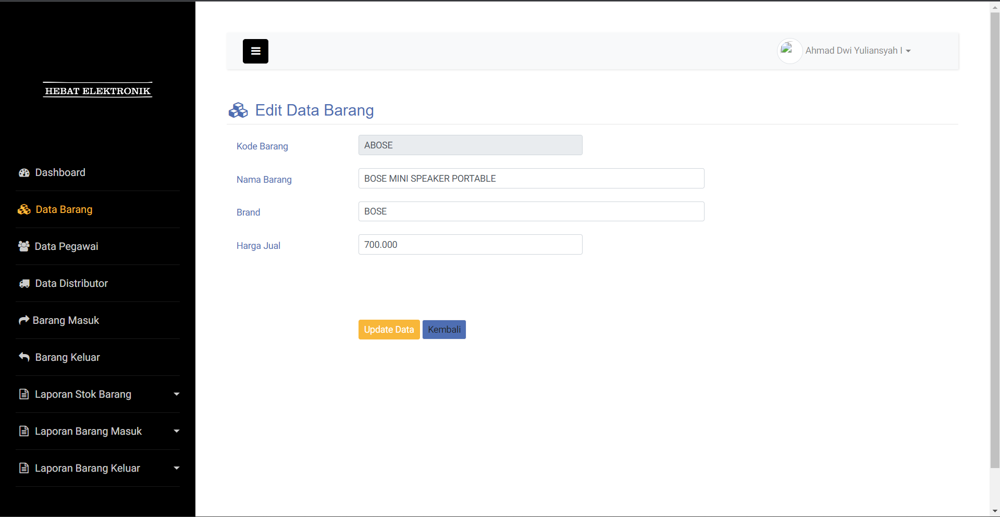 HEBAT ELEKTRONIK
Dashboard
Data Barang
Data Pegawai
Data Distributor
Barang Masuk
Barang Keluar
Laporan Stok Barang
Laporan Barang Masuk
Laporan Barang Keluar
Ahmad Dwi Yuliansyah I
Edit Data Barang
Kode Barang
ABOSE
Nama Barang
BOSE MINI SPEAKER PORTABLE
Brand
BOSE
Harga Jual
700.000
Update Data
Kembali